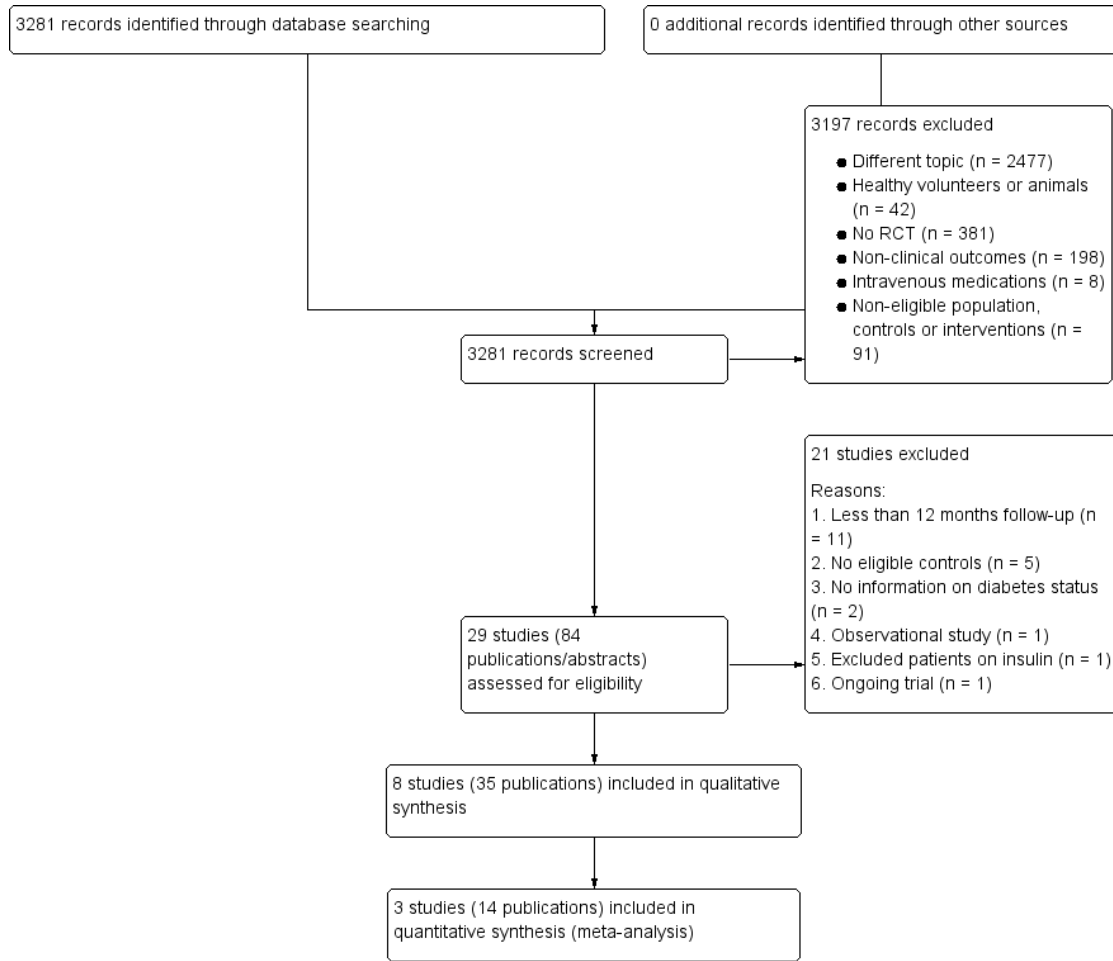 3281 records identified through database searching
0 additional records identified through other sources
3197 records excluded
● Different topic (n = 2477)
● Healthy volunteers or animals
(n = 42)
● No RCT (n = 381)
● Non-clinical outcomes (n = 198)
● Intravenous medications (n = 8)
● Non-eligible population,
controls or interventions (n =
91)
3281 records screened
21 studies excluded
Reasons:
1. Less than 12 months follow-up (n
= 11)
2. No eligible controls (n = 5)
3. No information on diabetes status
(n = 2)
4. Observational study (n = 1)
5. Excluded patients on insulin (n = 1)
6. Ongoing trial (n = 1)
29 studies (84
publications/abstracts)
assessed for eligibility
8 studies (35 publications) included in qualitative
synthesis
3 studies (14 publications) included in
quantitative synthesis (meta-analysis)